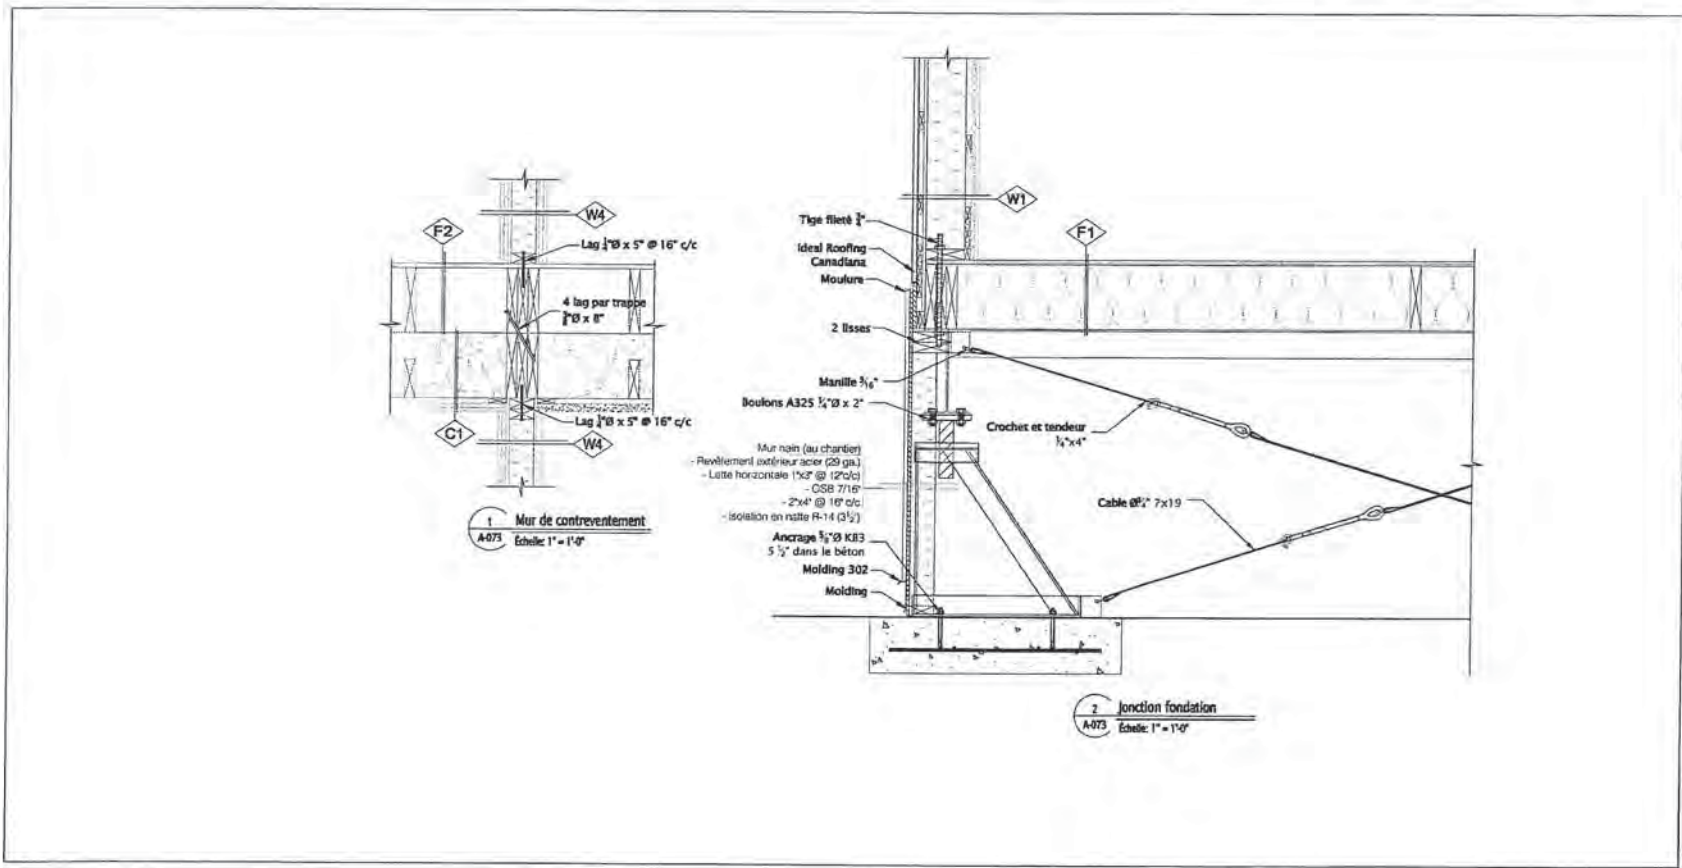 W4
F2
Lag ¼"Ø x 5" @ 16" c/c
4 lag par trappe
⅜"Ø x 8"
C1
Lag ¼"Ø x 5" @ 16" c/c
W4
1
A-073
Mur de contreventement
Échelle: 1" = 1'-0"
W1
Tige fileté ¾"
Ideal Roofing
Canadiana
Moulure
F1
2 lisses
Manille 5/16"
Boulons A325 ¼"Ø x 2"
Crochet et tendeur
¼"x4"
Mur nain (au chantier)
- Revêtement extérieur acier (29 ga.)
- Latte horizontale 1"x3" @ 12"c/c)
- OSB 7/16"
- 2"x4" @ 16" c/c
- Isolation en natte R-14 (3½")
Cable Ø¼" 7x19
Ancrage ⅝"Ø KB3
5 ½" dans le béton
Molding 302
Molding
2
A-073
Jonction fondation
Échelle: 1" = 1'-0"